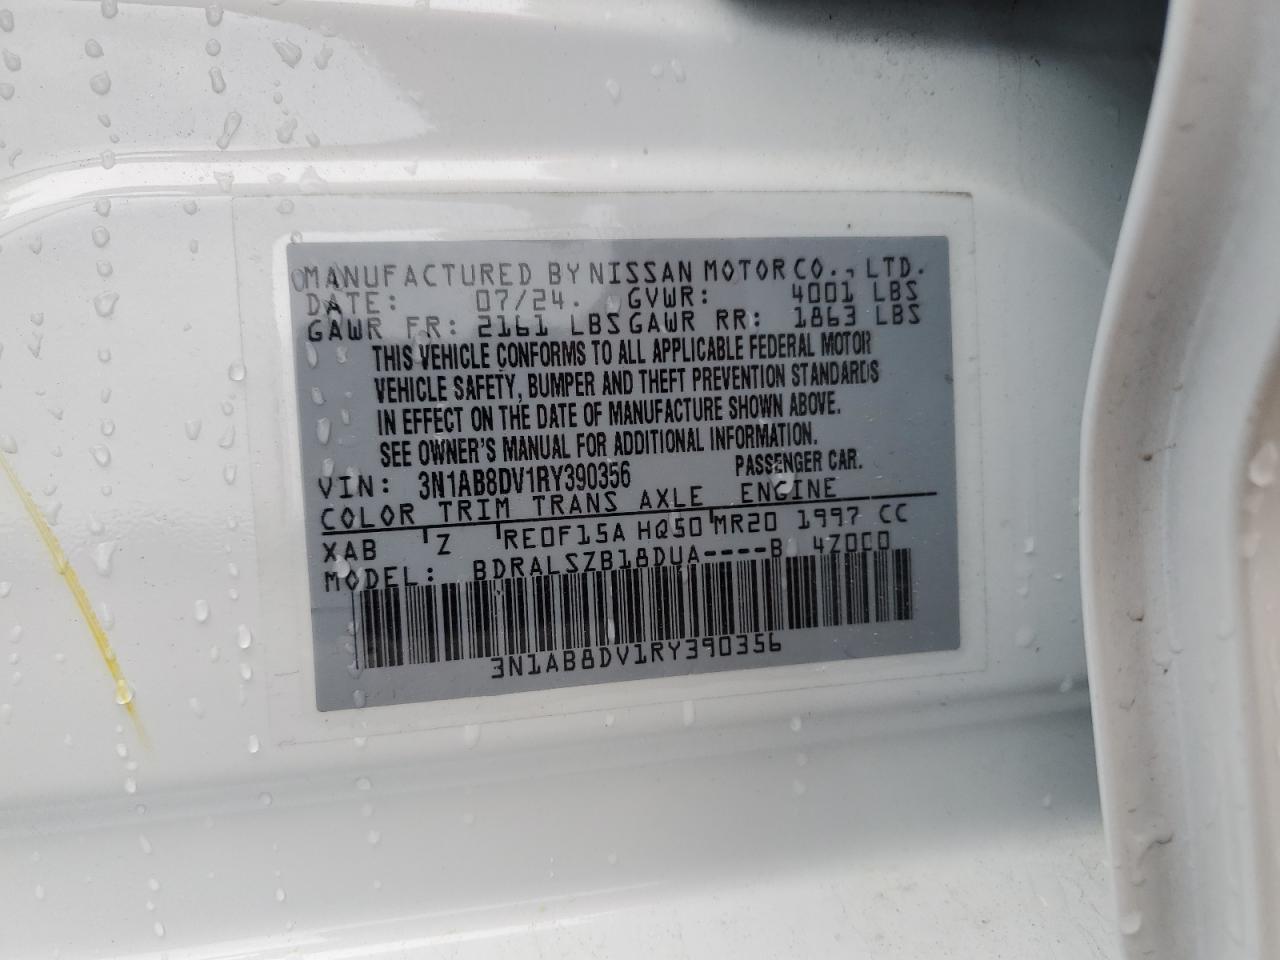 MANUFACTURED BY NISSAN MOTOR CO., LTD.
DATE: 07/24. GVWR: 4001 LBS
GAWR FR: 2161 LBS GAWR RR: 1863 LBS
THIS VEHICLE CONFORMS TO ALL APPLICABLE FEDERAL MOTOR
VEHICLE SAFETY, BUMPER AND THEFT PREVENTION STANDARDS
IN EFFECT ON THE DATE OF MANUFACTURE SHOWN ABOVE.
SEE OWNER'S MANUAL FOR ADDITIONAL INFORMATION.
VIN: 3N1AB8DV1RY390356 PASSENGER CAR.
COLOR TRIM TRANS AXLE ENGINE
XAB Z RE0F15A HQ50 MR20 1997 CC
MODEL: BDRALSZB18DUA----B 4Z0C0
3N1AB8DV1RY390356